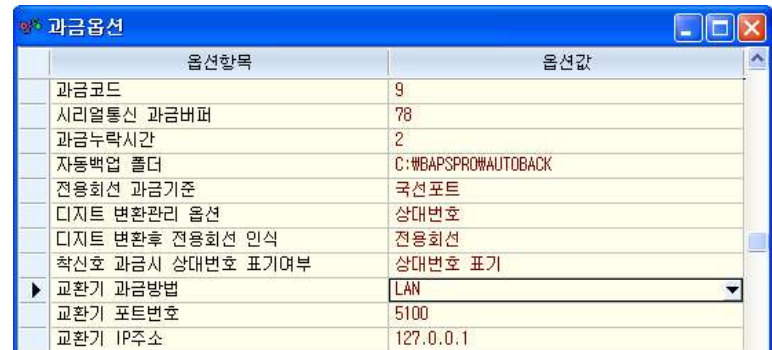 과금옵션
옵션항목 옵션값
과금코드 9
시리얼통신 과금버퍼 78
과금누락시간 2
자동백업 폴더 C:₩BAPSPRO₩AUTOBACK
전용회선 과금기준 국선포트
디지트 변환관리 옵션 상대번호
디지트 변환후 전용회선 인식 전용회선
착신호 과금시 상대번호 표기여부 상대번호 표기
교환기 과금방법 LAN
교환기 포트번호 5100
교환기 IP주소 127.0.0.1